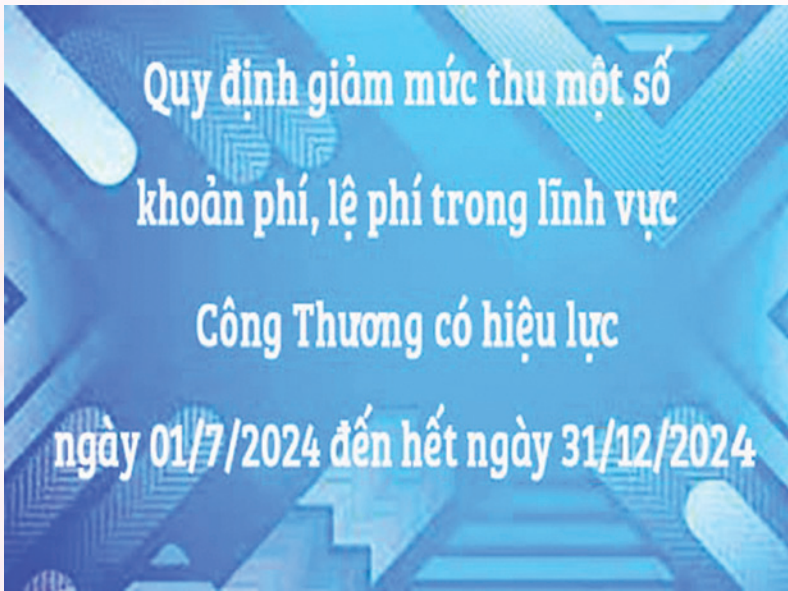 Quy định giảm mức thu một số
khoản phí, lệ phí trong lĩnh vực
Công Thương có hiệu lực
ngày 01/7/2024 đến hết ngày 31/12/2024